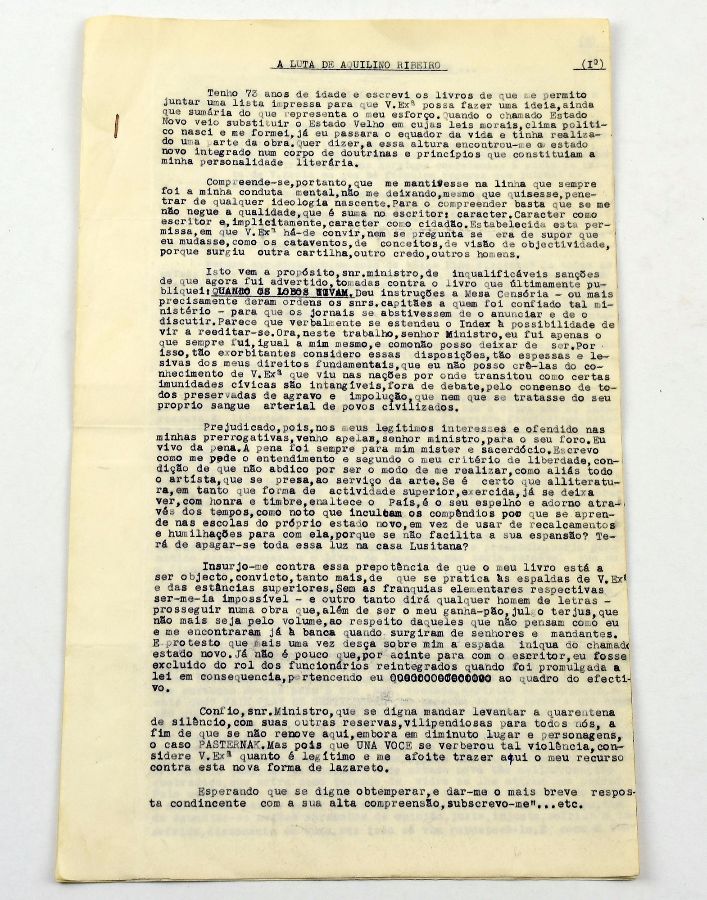 A LUTA DE AQUILINO RIBEIRO (Iº)
Tenho 73 anos de idade e escrevi os livros de que me permito
juntar uma lista impressa para que V.Exª possa fazer uma ideia,ainda
que sumária do que representa o meu esforço.Quando o chamado Estado
Novo veio substituir o Estado Velho em cujas leis morais,clima políti-
co nasci e me formei,já eu passara o equador da vida e tinha realiza-
do uma parte da obra.Quer dizer,a essa altura encontrou-me o estado
novo integrado num corpo de doutrinas e princípios que constituiam a
minha personalidade literária.
Compreende-se,portanto,que me mantivesse na linha que sempre
foi a minha conduta mental,não me deixando,mesmo que quisesse,pene-
trar de qualquer ideologia nascente.Para o compreender basta que se me
não negue a qualidade,que é suma no escritor: caracter.Caracter como
escritor e,implicitamente,caracter como cidadão.Estabelecida esta per-
missa,em que V.Exª há-de convir,nem se pregunta se era de supor que
eu mudasse,como os cataventos,de conceitos,de visão de objectividade,
porque surgiu outra cartilha,outro credo,outros homens.
Isto vem a propósito,snr.ministro,de inqualificáveis sanções
de que agora fui advertido,tomadas contra o livro que últimamente pu-
bliquei:QUANDO OS LOBOS UIVAM.Deu instruções a Mesa Censória - ou mais
precisamente deram ordens os snrs.capitães a quem foi confiado tal mi-
nistério - para que os jornais se abstivessem de o anunciar e de o
discutir.Parece que verbalmente se estendeu o Index à possibilidade de
vir a reeditar-se.Ora,neste trabalho,senhor Ministro,eu fui apenas o
que sempre fui,igual a mim mesmo,e comonão posso deixar de ser.Por
isso,tão exorbitantes considero essas disposições,tão espessas e le-
sivas dos meus direitos fundamentais,que eu não posso crê-las do co-
nhecimento de V.Exª que viu nas nações por onde transitou como certas
imunidades cívicas são intangíveis,fora de debate,pelo consenso de to-
dos preservadas de agravo e impolução,que nem que se tratasse do seu
proprio sangue arterial de povos civilizados.
Prejudicado,pois,nos meus legítimos interesses e ofendido nas
minhas prerrogativas,venho apelar,senhor ministro,para o seu foro.Eu
vivo da pena.A pena foi sempre para mim mister e sacerdócio.Escrevo
como me pede o entendimento e segundo o meu critério de liberdade,con-
dição de que não abdico por ser o modo de me realizar,como aliás todo
o artísta,que se presa,ao serviço da arte.Se é certo que alliteratu-
ra,em tanto que forma de actividade superior,exercida,já se deixa
ver,com honra e timbre,enaltece o País,é o seu espelho e adorno atra-
vés dos tempos,como noto que inculcam os compêndios por que se apren-
de nas escolas do próprio estado novo,em vez de usar de recalcamentos
e humilhações para com ela,porque se não facilita a sua espansão? Te-
rá de apagar-se toda essa luz na casa Lusitana?
Insurjo-me contra essa prepotência de que o meu livro está a
ser objecto,convicto,tanto mais,de que se pratica às espaldas de V.Exª
e das estâncias superiores.Sem as franquias elementares respectivas
ser-me-ia impossível - e outro tanto dirá qualquer homem de letras -
prosseguir numa obra que,além de ser o meu ganha-pão,julgo terjus,que
não mais seja pelo volume,ao respeito daqueles que não pensam como eu
e me encontraram já à banca quando surgiram de senhores e mandantes.
E protesto que mais uma vez desça sobre mim a espada iniqua do chamado
estado novo.Já não é pouco que,por acinte para com o escritor,eu fosse
excluido do rol dos funcionários reintegrados quando foi promulgada a
lei em consequencia,pertencendo eu ao quadro do efecti-
vo.
Confio,snr.Ministro,que se digna mandar levantar a quarentena
de silêncio,com suas outras reservas,vilipendiosas para todos nós,a
fim de que se não renove aqui,embora em diminuto lugar e personagens,
o caso PASTERNAK.Mas pois que UNA VOCE se verberou tal violência,con-
sidere V.Exª quanto é legítimo e me afoite trazer aqui o meu recurso
contra esta nova forma de lazareto.
Esperando que se digne obtemperar,e dar-me o mais breve respos-
ta condincente com a sua alta compreensão,subscrevo-me"...etc.